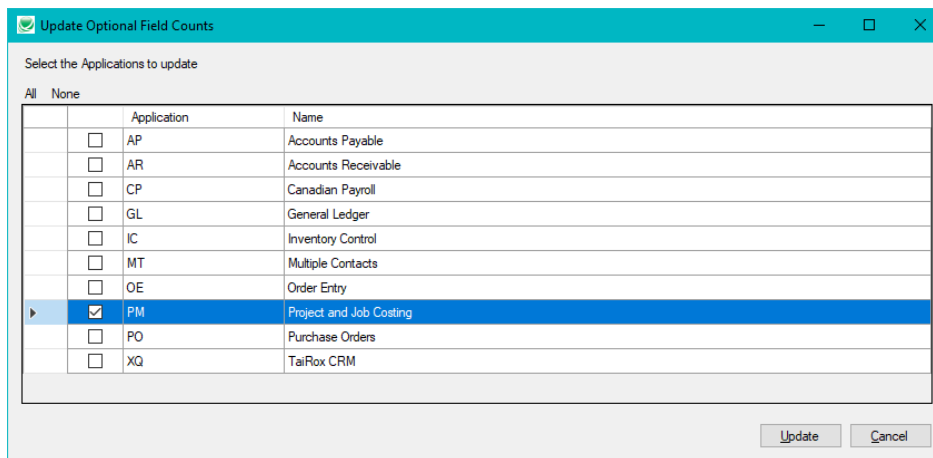 Update Optional Field Counts
Select the Applications to update
All None
Application Name
AP Accounts Payable
AR Accounts Receivable
CP Canadian Payroll
GL General Ledger
IC Inventory Control
MT Multiple Contacts
OE Order Entry
PM Project and Job Costing
PO Purchase Orders
XQ TaiRox CRM
Update Cancel